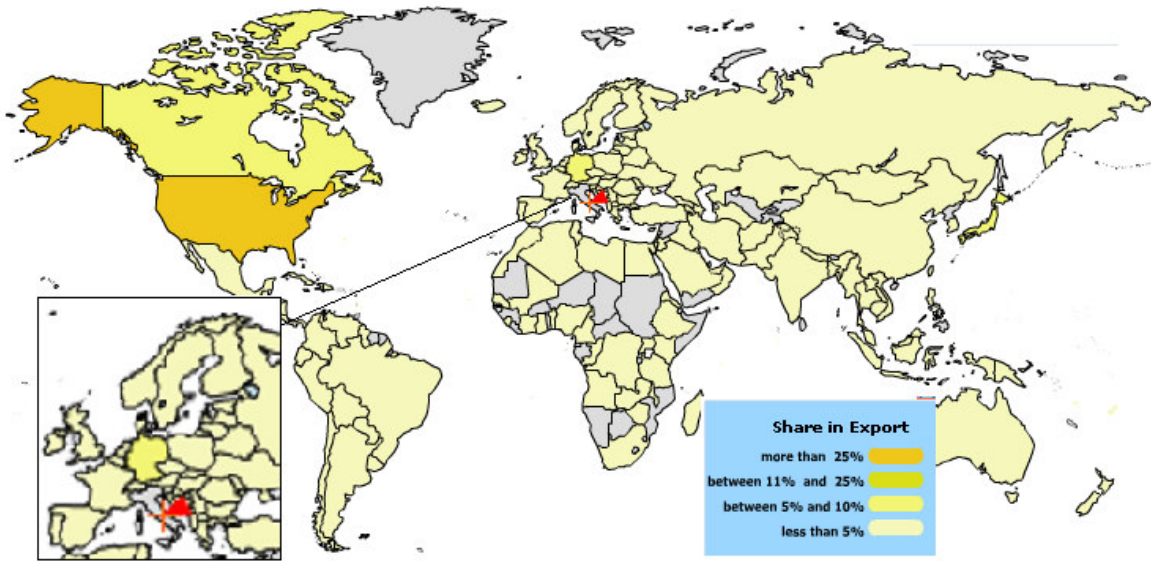 Share in Export
more than 25%
between 11% and 25%
between 5% and 10%
less than 5%